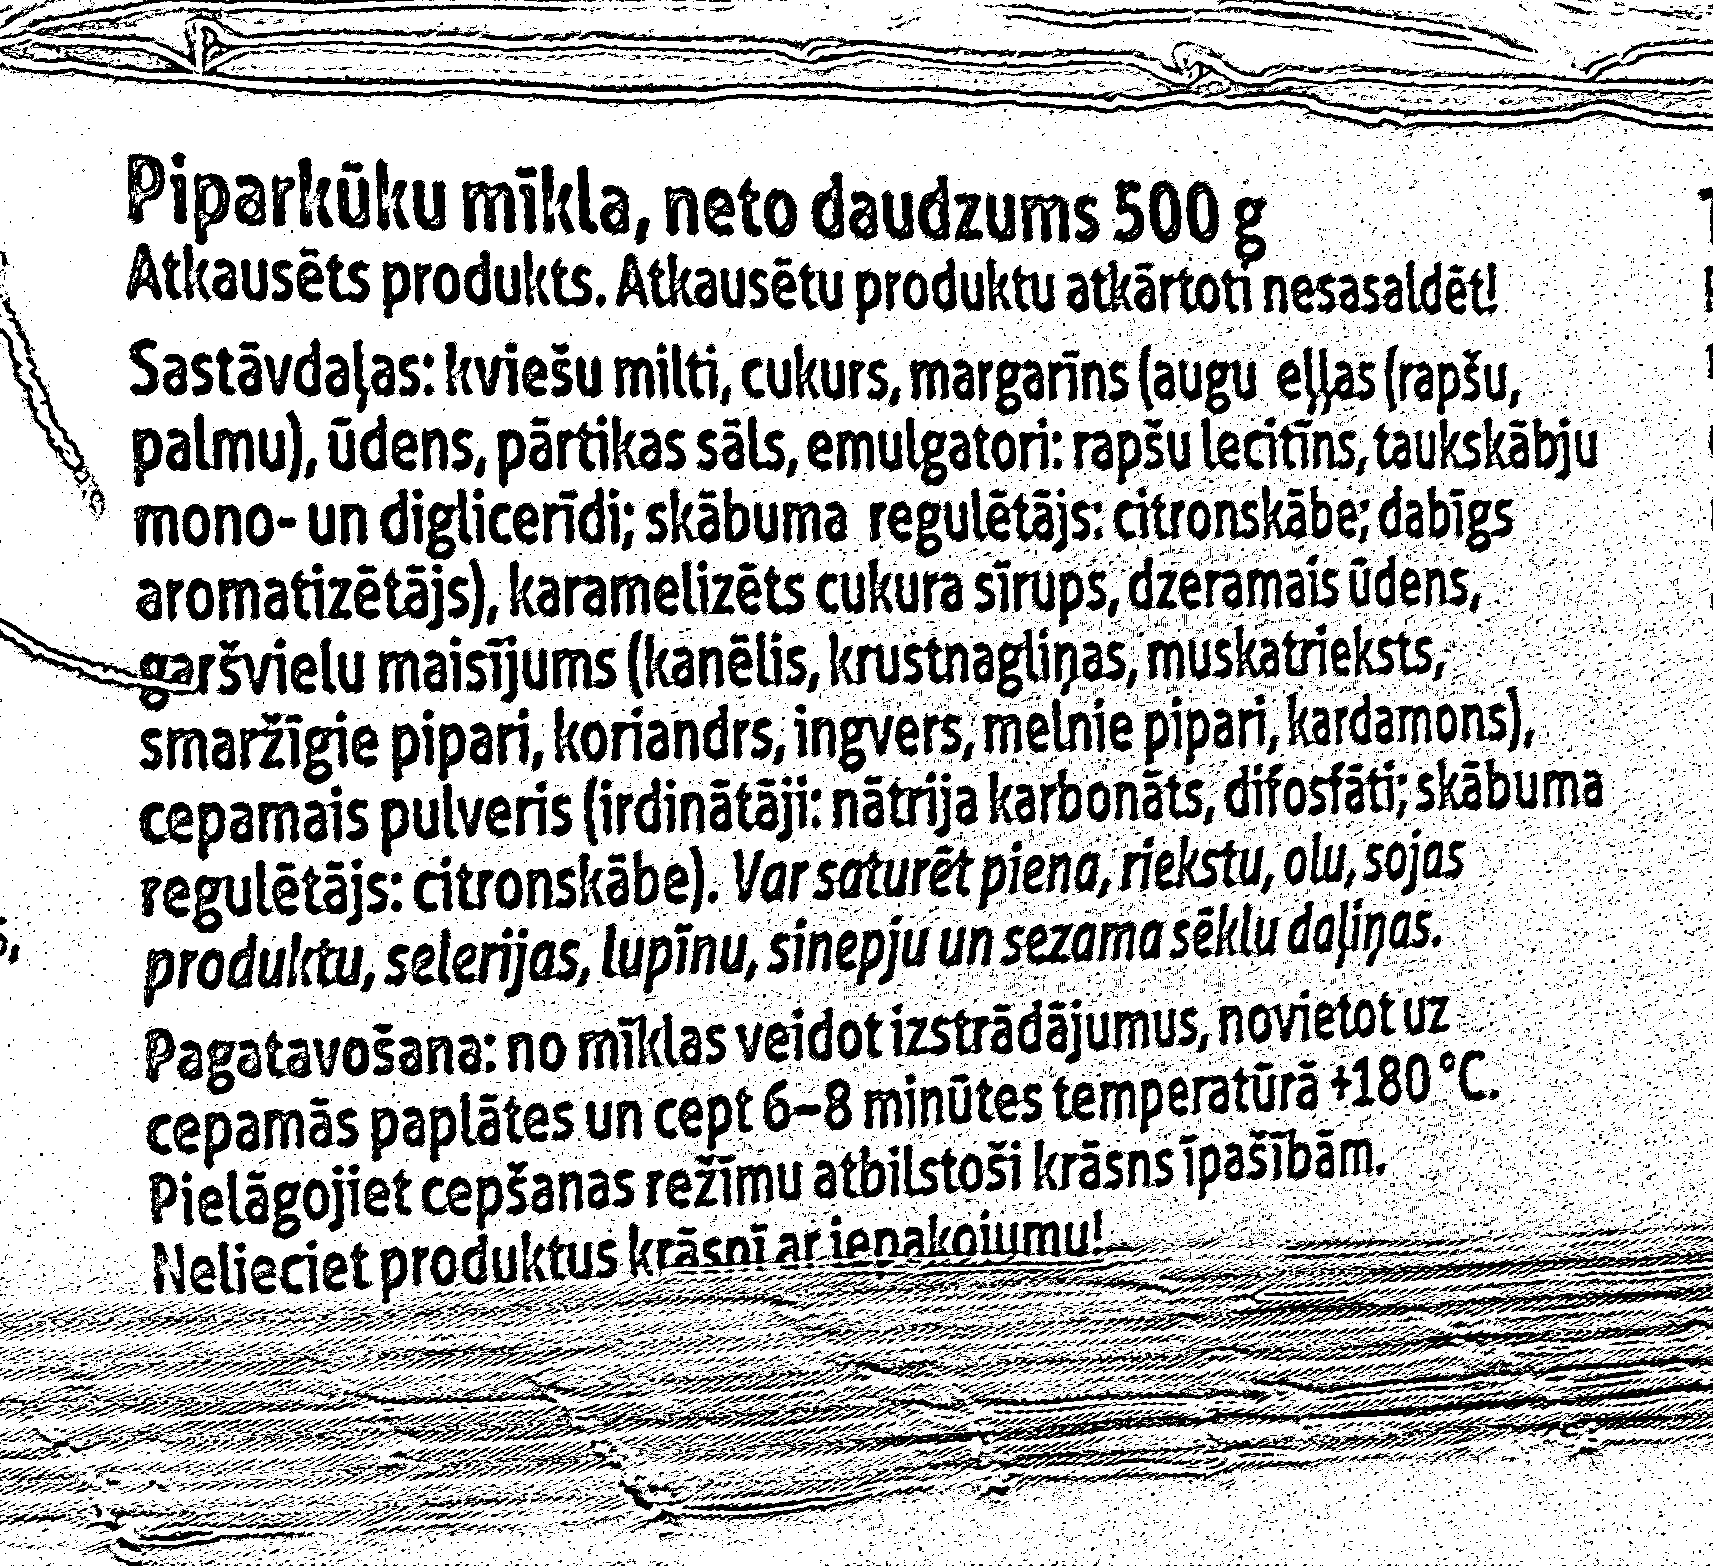 Piparkūku mīkla, neto daudzums 500 g
Atkausēts produkts. Atkausētu produktu atkārtoti nesasaldēt!
Sastāvdaļas: kviešu milti, cukurs, margarīns (augu eļļas (rapšu,
palmu), ūdens, pārtikas sāls, emulgatori: rapšu lecitīns, taukskābju
mono- un diglicerīdi; skābuma regulētājs: citronskābe; dabīgs
aromatizētājs), karamelizēts cukura sīrups, dzeramais ūdens,
garšvielu maisījums (kanēlis, krustnagliņas, muskatrieksts,
smaržīgie pipari, koriandrs, ingvers, melnie pipari, kardamons),
cepamais pulveris (irdinātāji: nātrija karbonāts, difosfāti; skābuma
regulētājs: citronskābe). Var saturēt piena, riekstu, olu, sojas
produktu, selerijas, lupīnu, sinepju un sezama sēklu daļiņas.
Pagatavošana: no mīklas veidot izstrādājumus, novietot uz
cepamās paplātes un cept 6–8 minūtes temperatūrā +180 °C.
Pielāgojiet cepšanas režīmu atbilstoši krāsns īpašībām.
Nelieciet produktus krāsnī ar iepakojumu!